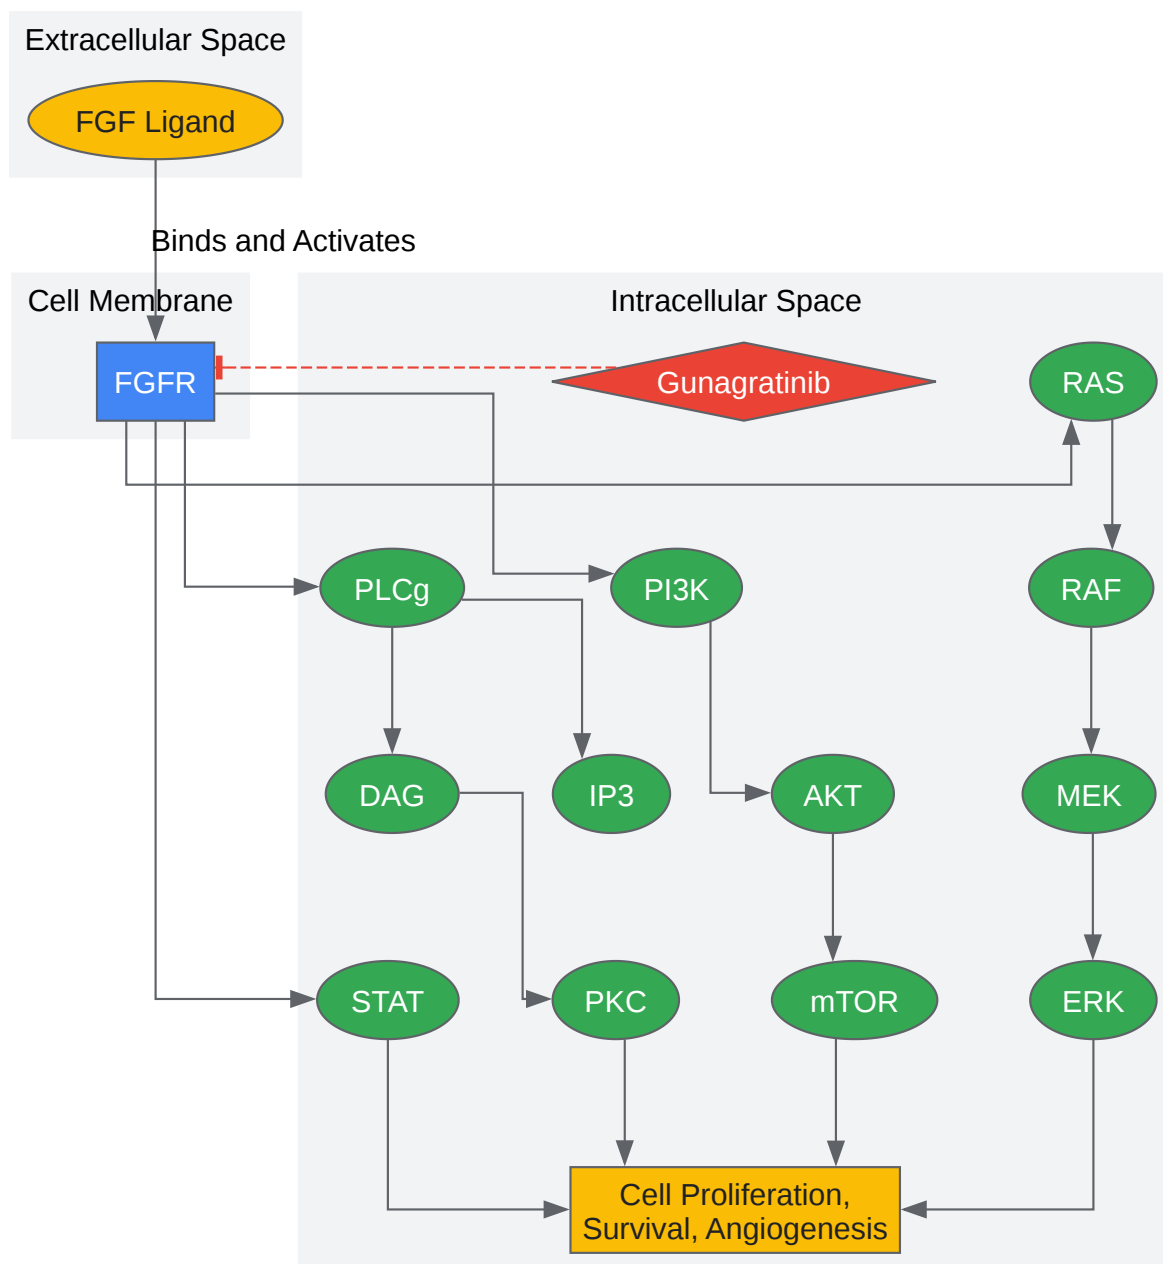 Extracellular Space
FGF Ligand
Binds and Activates
Cell Membrane
Intracellular Space
FGFR
Gunagratinib
RAS
PLCg
PI3K
RAF
DAG
IP3
AKT
MEK
STAT
PKC
mTOR
ERK
Cell Proliferation,
Survival, Angiogenesis